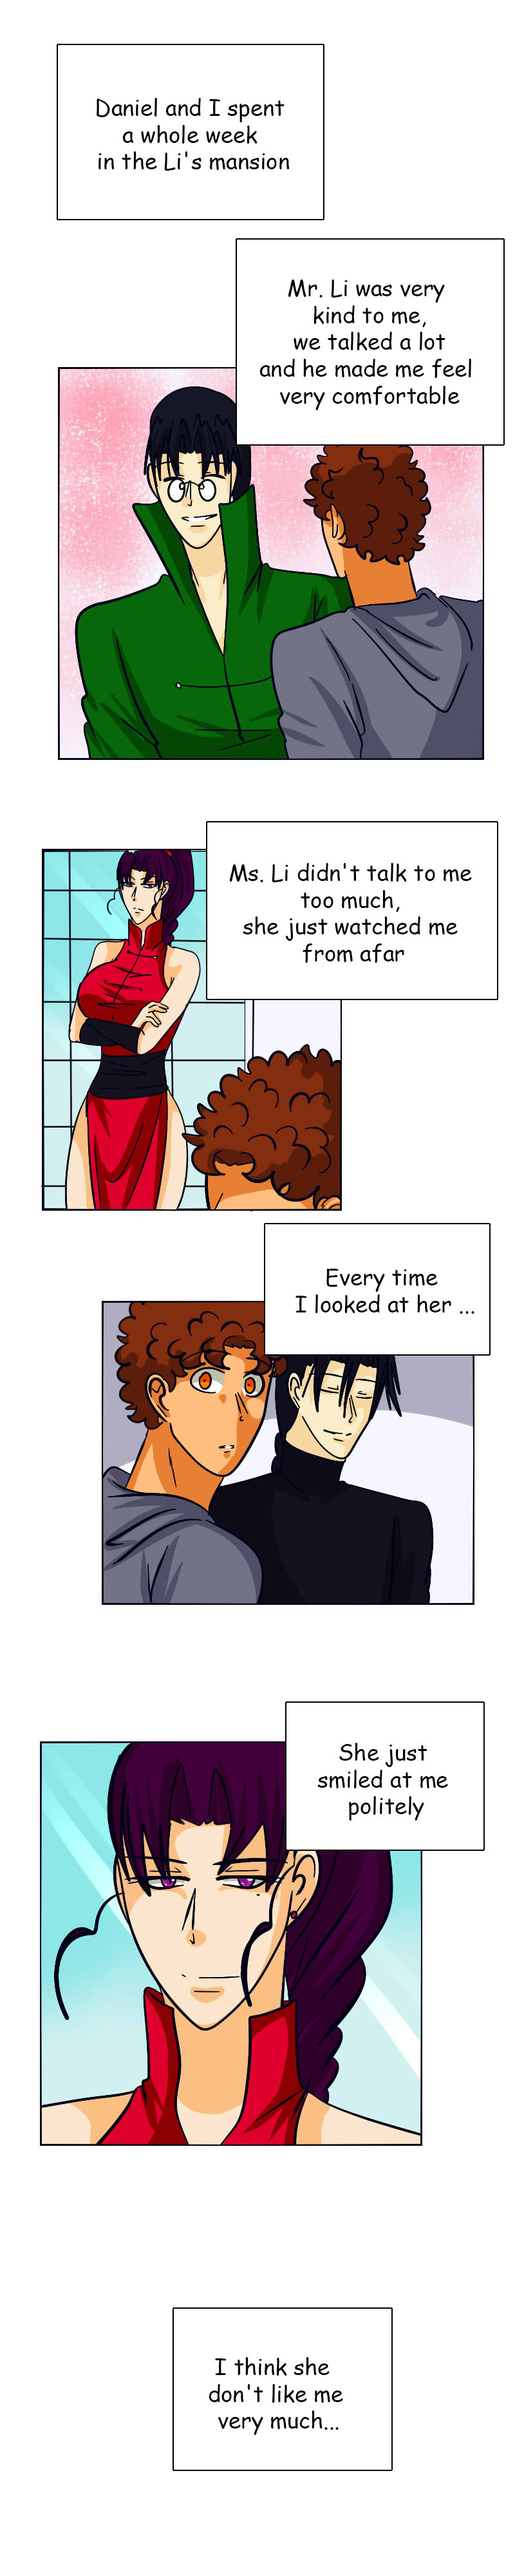 Daniel and I spent
a whole week
in the Li's mansion
Mr. Li was very
kind to me,
we talked a lot
and he made me feel
very comfortable
Ms. Li didn't talk to me
too much,
she just watched me
from afar
Every time
I looked at her ...
She just
smiled at me
politely
I think she
don't like me
very much...